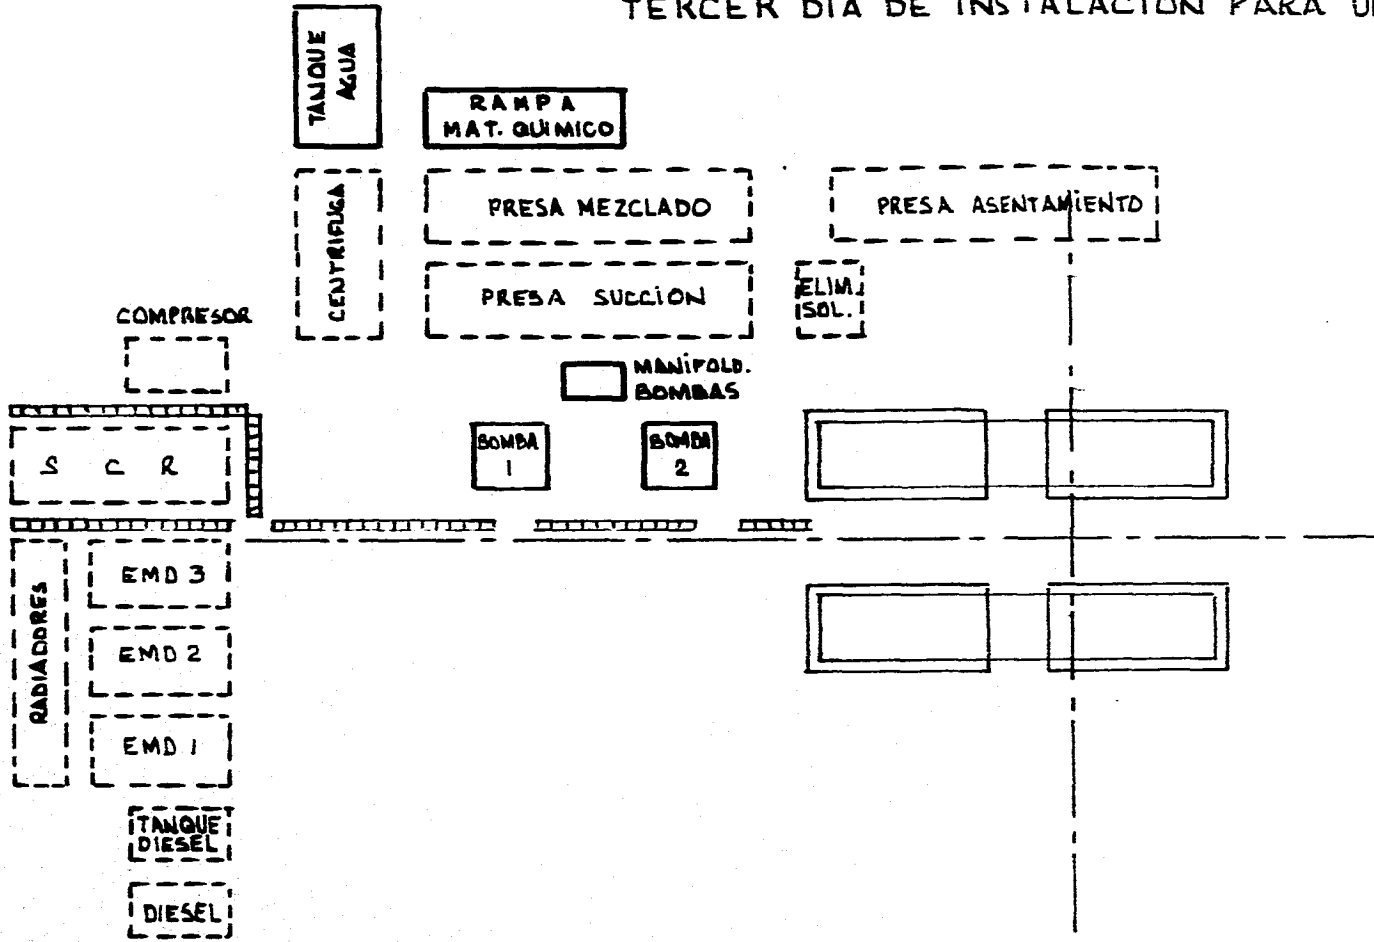 TERCER DIA DE INSTALACION PARA
TANQUE
AGUA
RAMPA
MAT. QUIMICO
CENTRIFUGA
PRESA MEZCLADO
PRESA ASENTAMIENTO
PRESA SUCCION
ELIM.
SOL.
COMPRESOR
MANIFOLD.
BOMBAS
S C R
BOMBA
1
BOMBA
2
RADIADORES
EMD 3
EMD 2
EMD 1
TANQUE
DIESEL
DIESEL